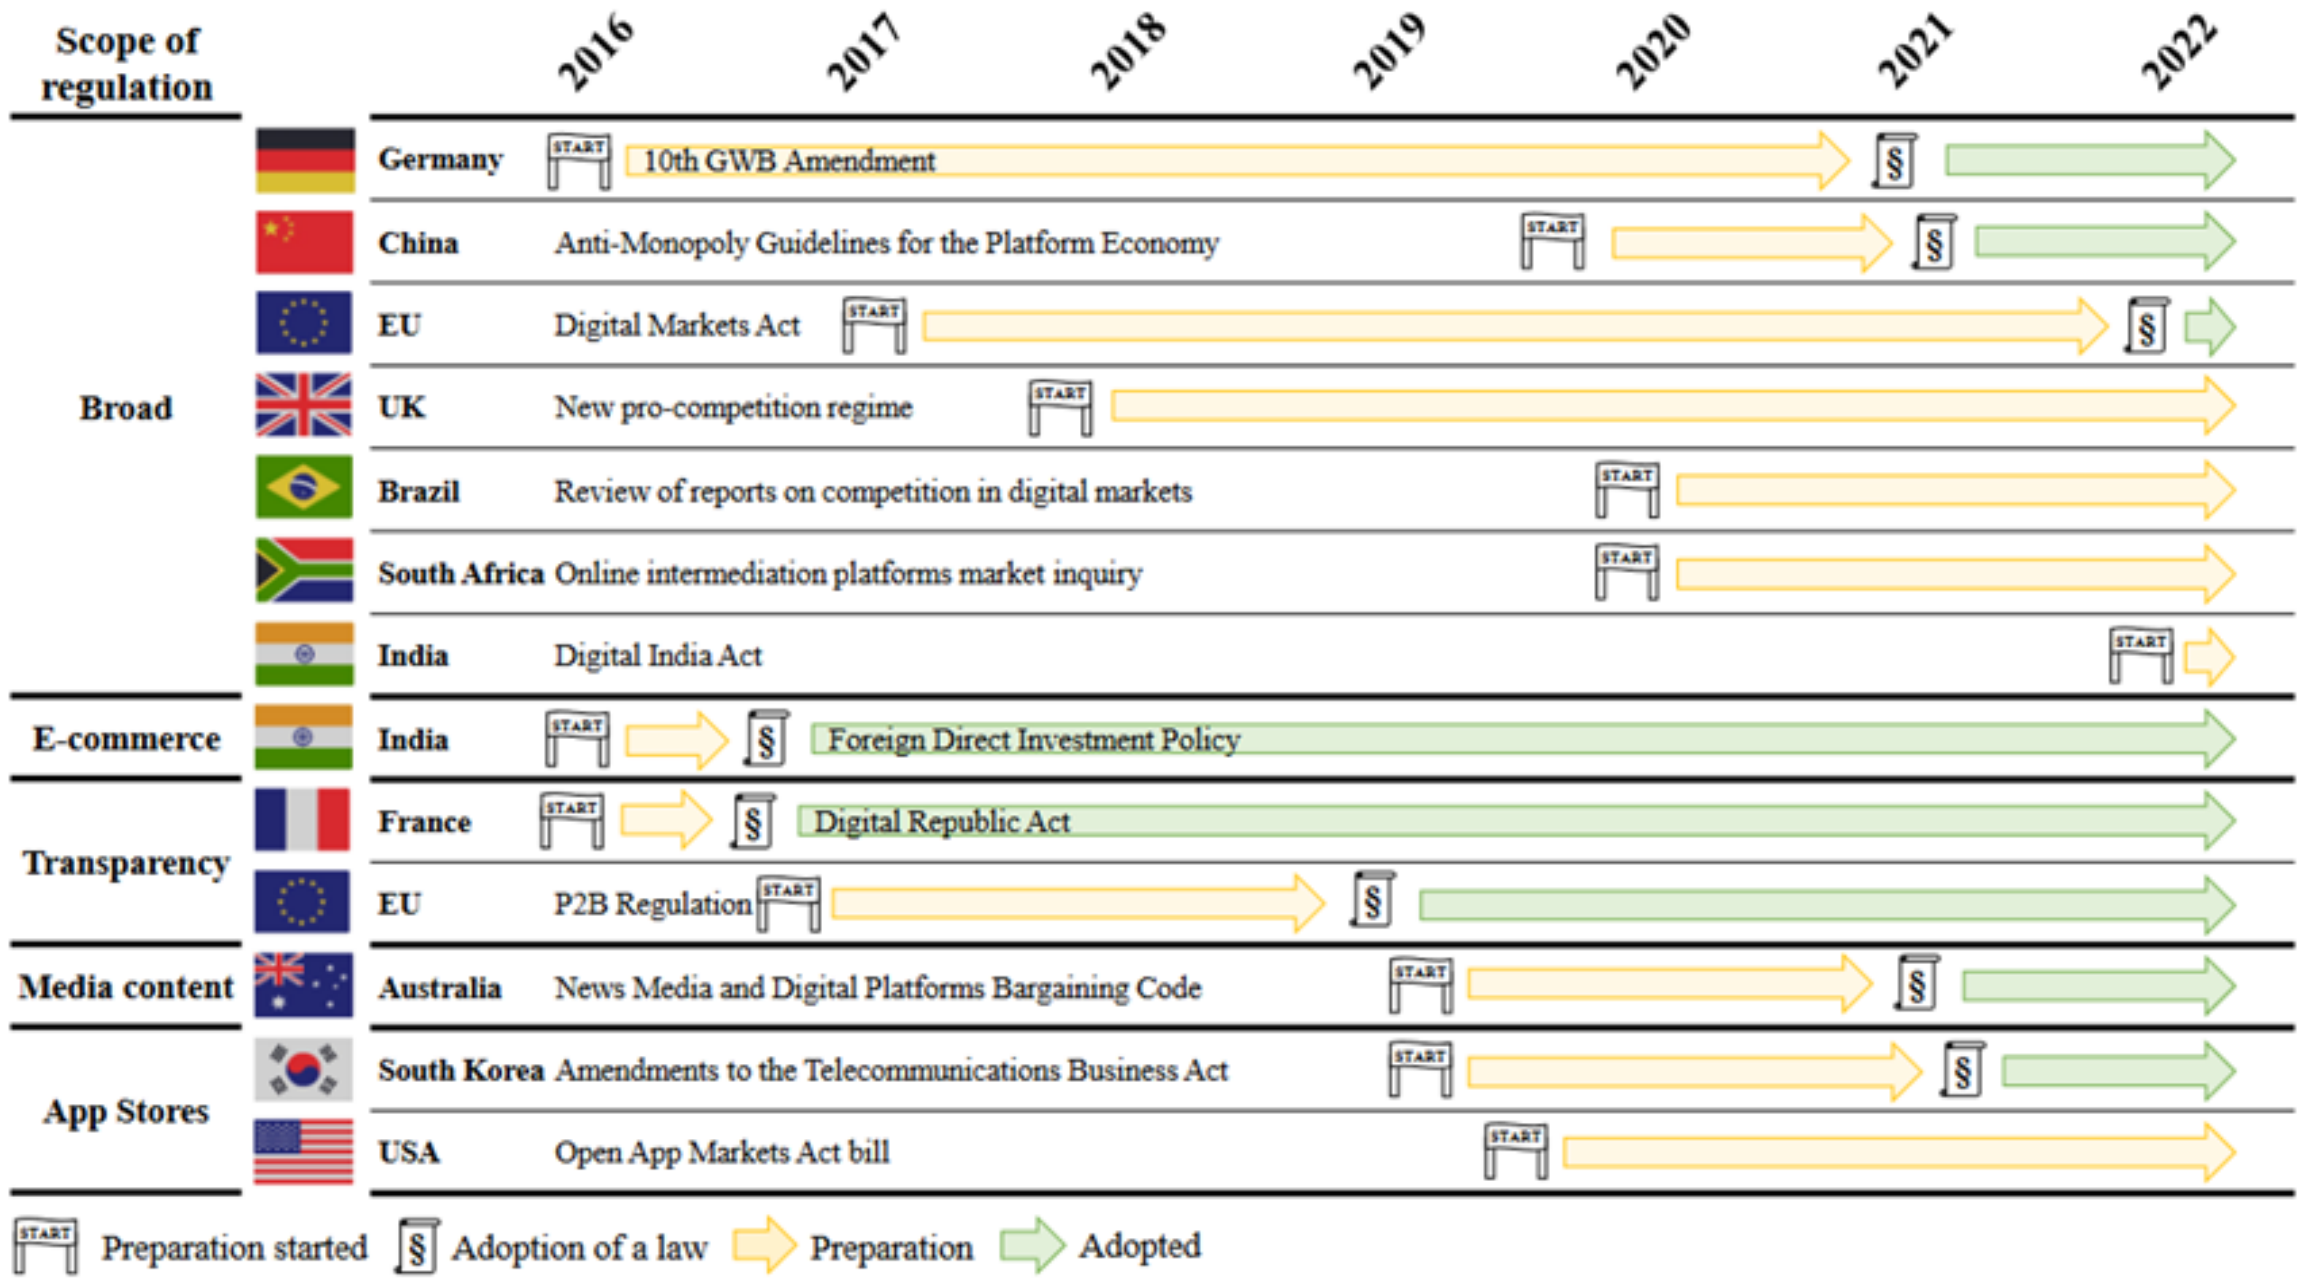 Scope of
regulation
2016 2017 2018 2019 2020 2021 2022
Broad
Germany START 10th GWB Amendment §
China Anti-Monopoly Guidelines for the Platform Economy START §
EU Digital Markets Act START §
UK New pro-competition regime START
Brazil Review of reports on competition in digital markets START
South Africa Online intermediation platforms market inquiry START
India Digital India Act START
E-commerce India START § Foreign Direct Investment Policy
Transparency
France START § Digital Republic Act
EU P2B Regulation START §
Media content Australia News Media and Digital Platforms Bargaining Code START §
App Stores
South Korea Amendments to the Telecommunications Business Act START §
USA Open App Markets Act bill START
START Preparation started § Adoption of a law Preparation Adopted